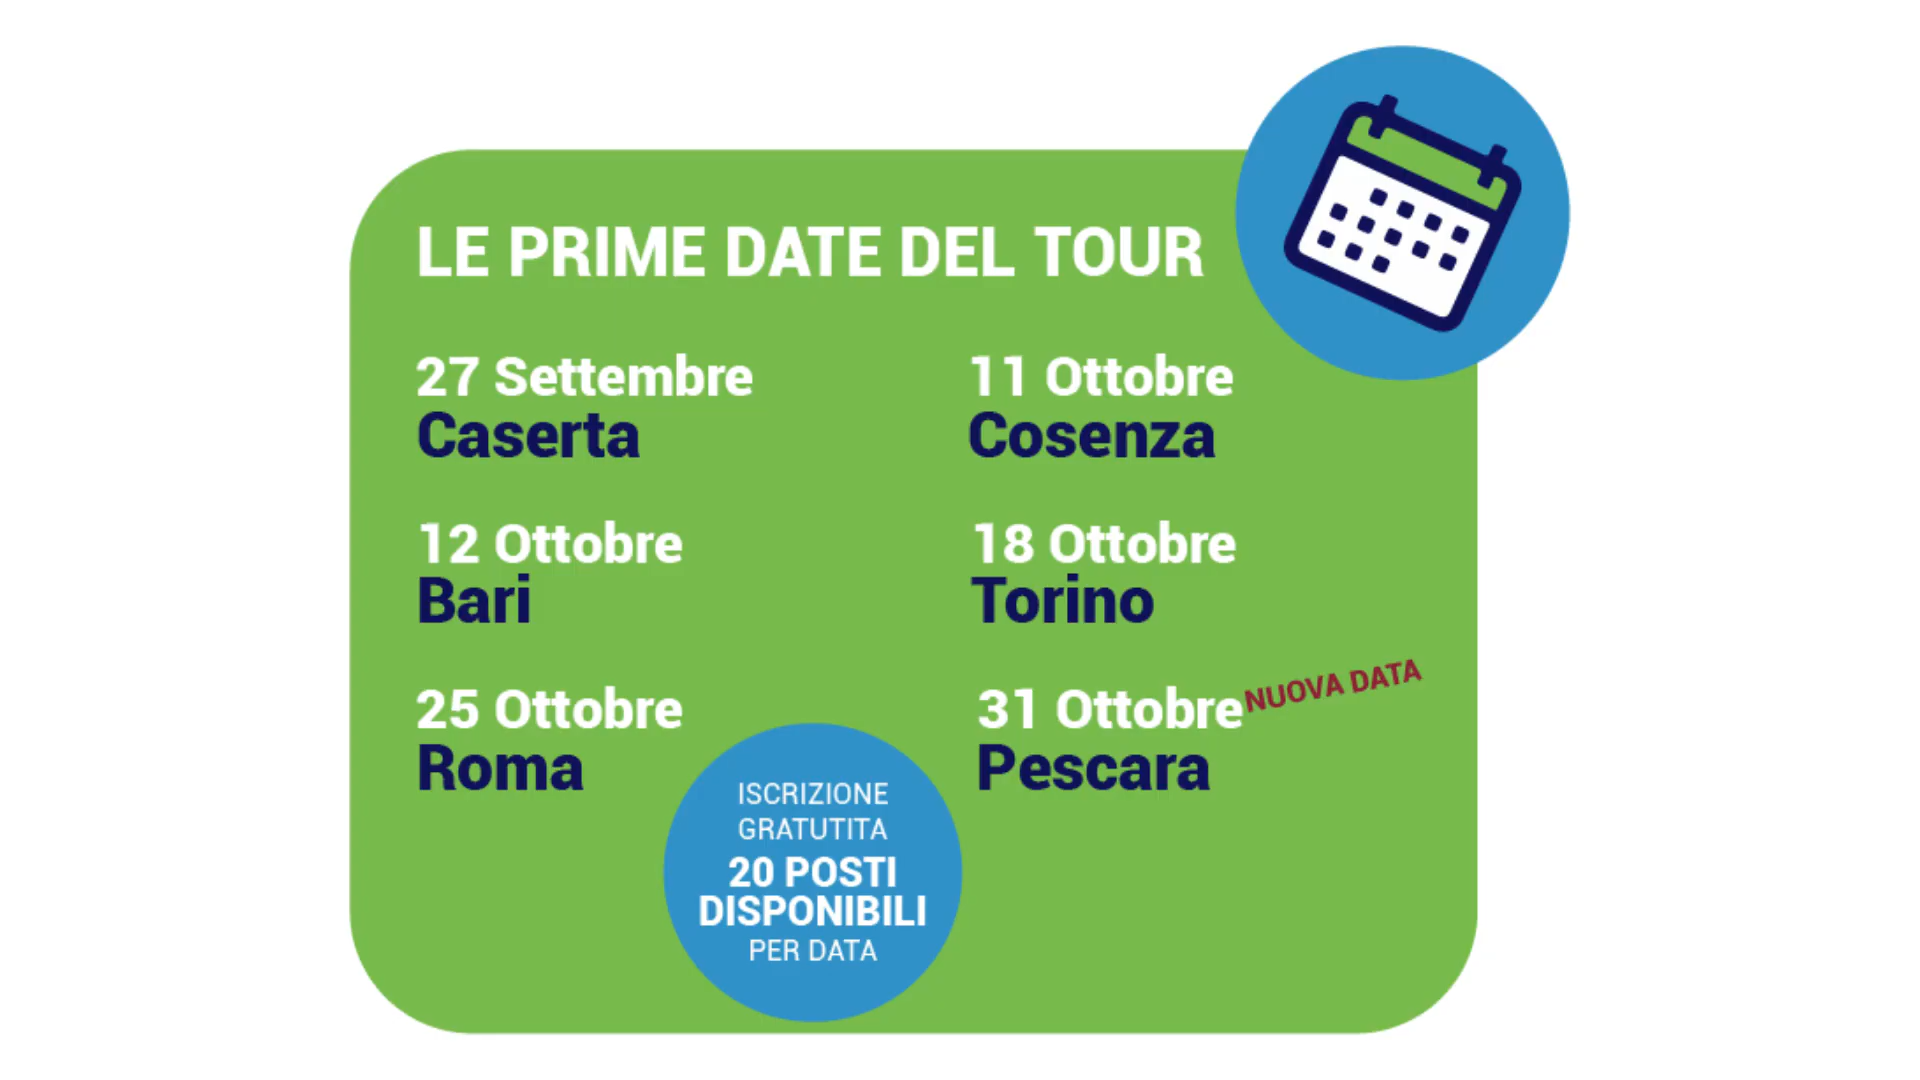 LE PRIME DATE DEL TOUR
27 Settembre
Caserta
11 Ottobre
Cosenza
12 Ottobre
Bari
18 Ottobre
Torino
25 Ottobre
Roma
31 Ottobre
NUOVA DATA
Pescara
ISCRIZIONE
GRATUTITA
20 POSTI
DISPONIBILI
PER DATA